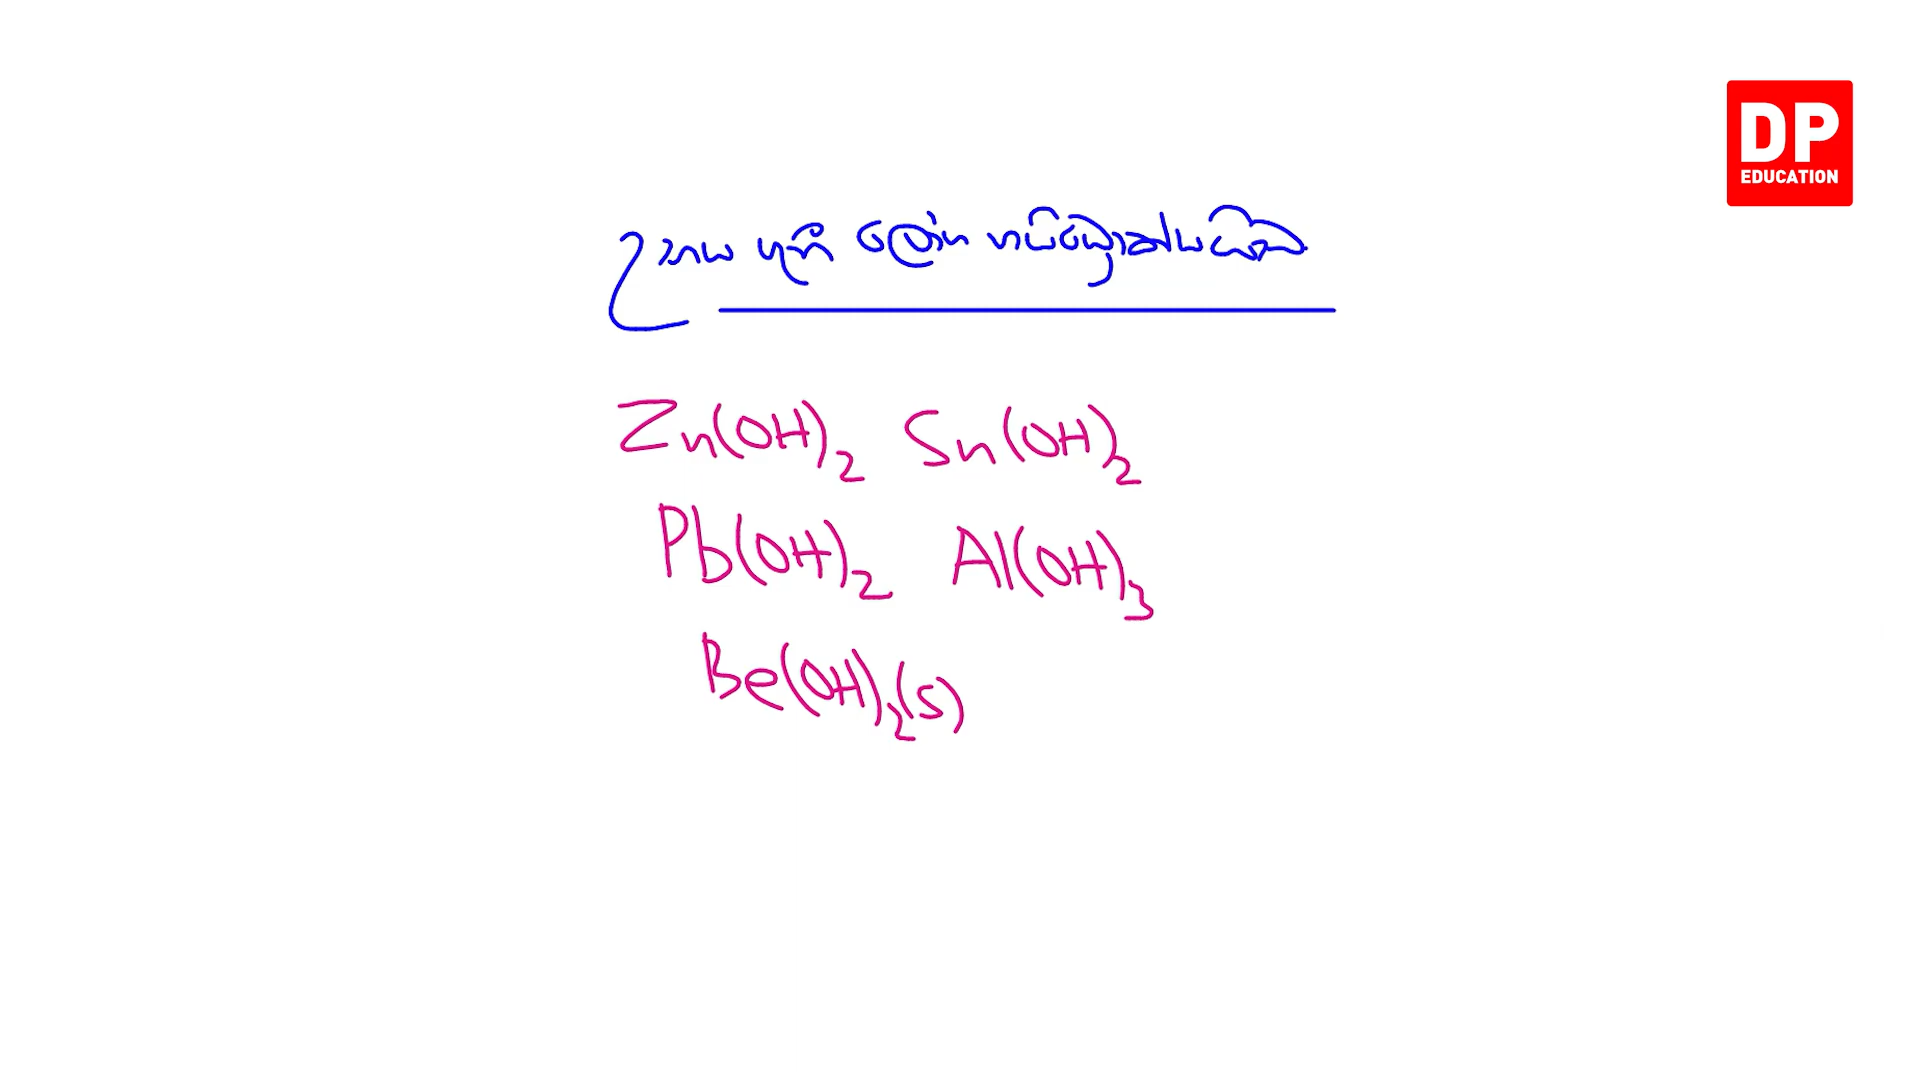 උභය ගුණී ලෝහ හයිඩ්‍රොක්සයිඩ
Zn(OH)₂ Sn(OH)₂
Pb(OH)₂ Al(OH)₃
Be(OH)₂(s)
DP
EDUCATION